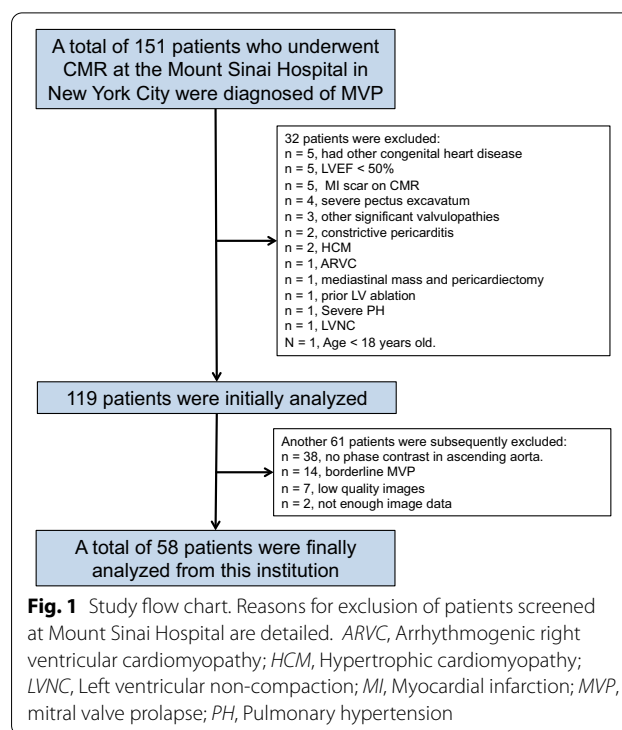 A total of 151 patients who underwent
CMR at the Mount Sinai Hospital in
New York City were diagnosed of MVP
32 patients were excluded:
n = 5, had other congenital heart disease
n = 5, LVEF < 50%
n = 5, MI scar on CMR
n = 4, severe pectus excavatum
n = 3, other significant valvulopathies
n = 2, constrictive pericarditis
n = 2, HCM
n = 1, ARVC
n = 1, mediastinal mass and pericardiectomy
n = 1, prior LV ablation
n = 1, Severe PH
n = 1, LVNC
N = 1, Age < 18 years old.
119 patients were initially analyzed
Another 61 patients were subsequently excluded:
n = 38, no phase contrast in ascending aorta.
n = 14, borderline MVP
n = 7, low quality images
n = 2, not enough image data
A total of 58 patients were finally
analyzed from this institution
Fig. 1 Study flow chart. Reasons for exclusion of patients screened
at Mount Sinai Hospital are detailed. ARVC, Arrhythmogenic right
ventricular cardiomyopathy; HCM, Hypertrophic cardiomyopathy;
LVNC, Left ventricular non-compaction; MI, Myocardial infarction; MVP,
mitral valve prolapse; PH, Pulmonary hypertension